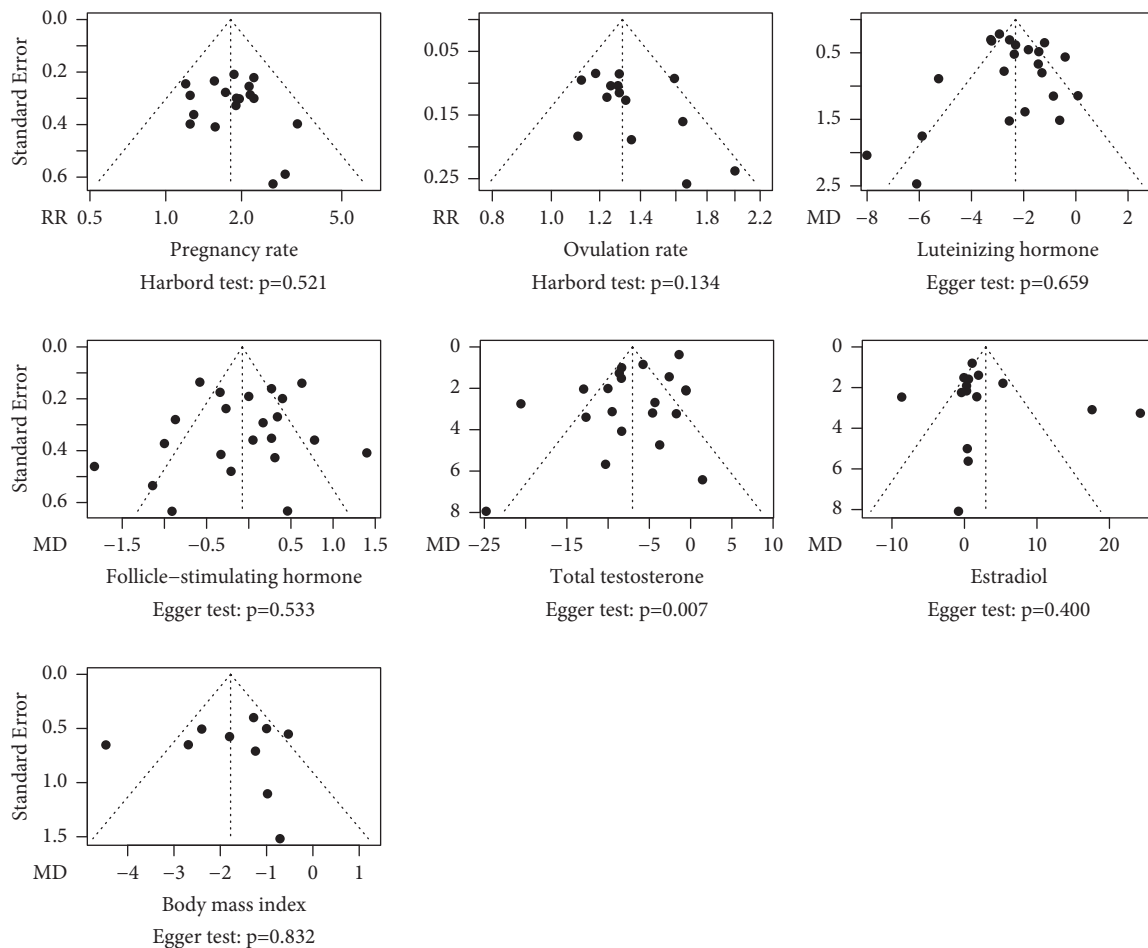 Standard Error
0.0
0.2
0.4
0.6
RR 0.5 1.0 2.0 5.0
Pregnancy rate
Harbord test: p=0.521
0.05
0.15
0.25
RR 0.8 1.0 1.2 1.4 1.8 2.2
Ovulation rate
Harbord test: p=0.134
0.5
1.5
2.5
MD −8 −6 −4 −2 0 2
Luteinizing hormone
Egger test: p=0.659
Standard Error
0.0
0.2
0.4
0.6
MD −1.5 −0.5 0.5 1.5
Follicle−stimulating hormone
Egger test: p=0.533
0
2
4
6
8
MD −25 −15 −5 0 5 10
Total testosterone
Egger test: p=0.007
0
2
4
6
8
MD −10 0 10 20
Estradiol
Egger test: p=0.400
Standard Error
0.0
0.5
1.0
1.5
MD −4 −3 −2 −1 0 1
Body mass index
Egger test: p=0.832